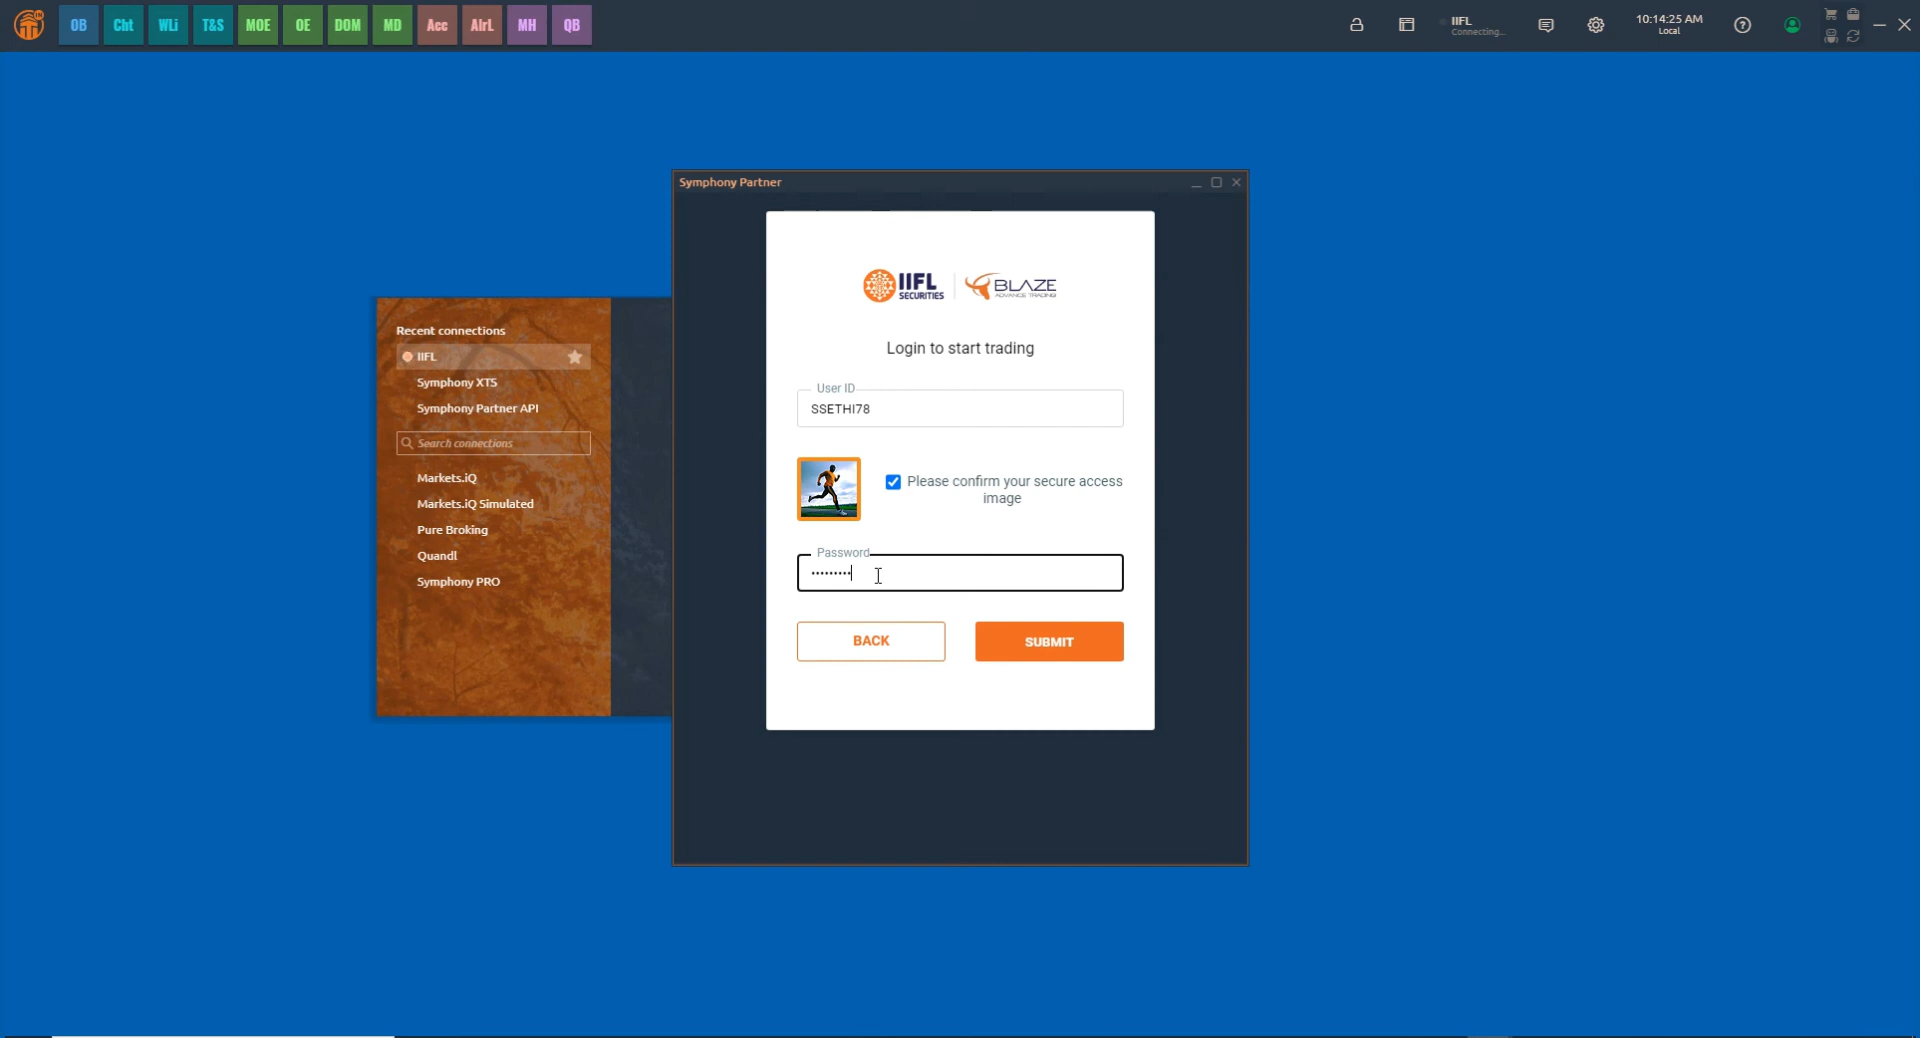 OB Cht WLi T&S MOE OE DOM MD Acc AlrL MH QB
IIFL
Connecting...
10:14:25 AM
Local
Symphony Partner
IIFL
SECURITIES
BLAZE
ADVANCE TRADING
Login to start trading
User ID
SSETHI78
Please confirm your secure access
image
Password
•••••••••
BACK
SUBMIT
Recent connections
IIFL
Symphony XTS
Symphony Partner API
Search connections
Markets.iQ
Markets.iQ Simulated
Pure Broking
Quandl
Symphony PRO